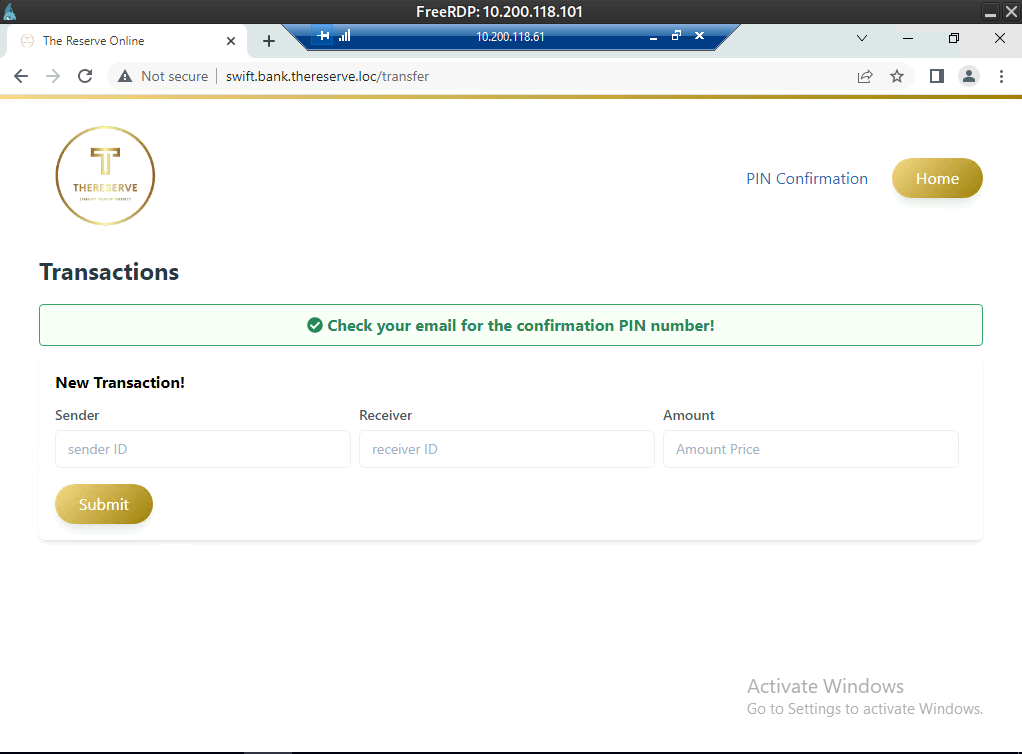 FreeRDP: 10.200.118.101
The Reserve Online
10.200.118.61
Not secure
swift.bank.thereserve.loc/transfer
T
THERESERVE
PIN Confirmation
Home
Transactions
Check your email for the confirmation PIN number!
New Transaction!
Sender Receiver Amount
sender ID receiver ID Amount Price
Submit
Activate Windows
Go to Settings to activate Windows.